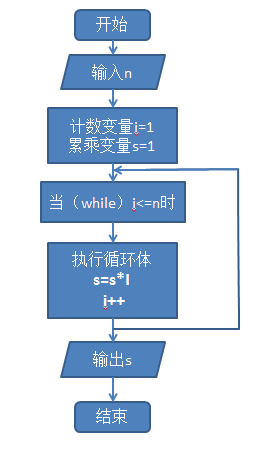 开始
输入n
计数变量i=1
累乘变量s=1
当（while）i<=n时
执行循环体
s=s*I
i++
输出s
结束